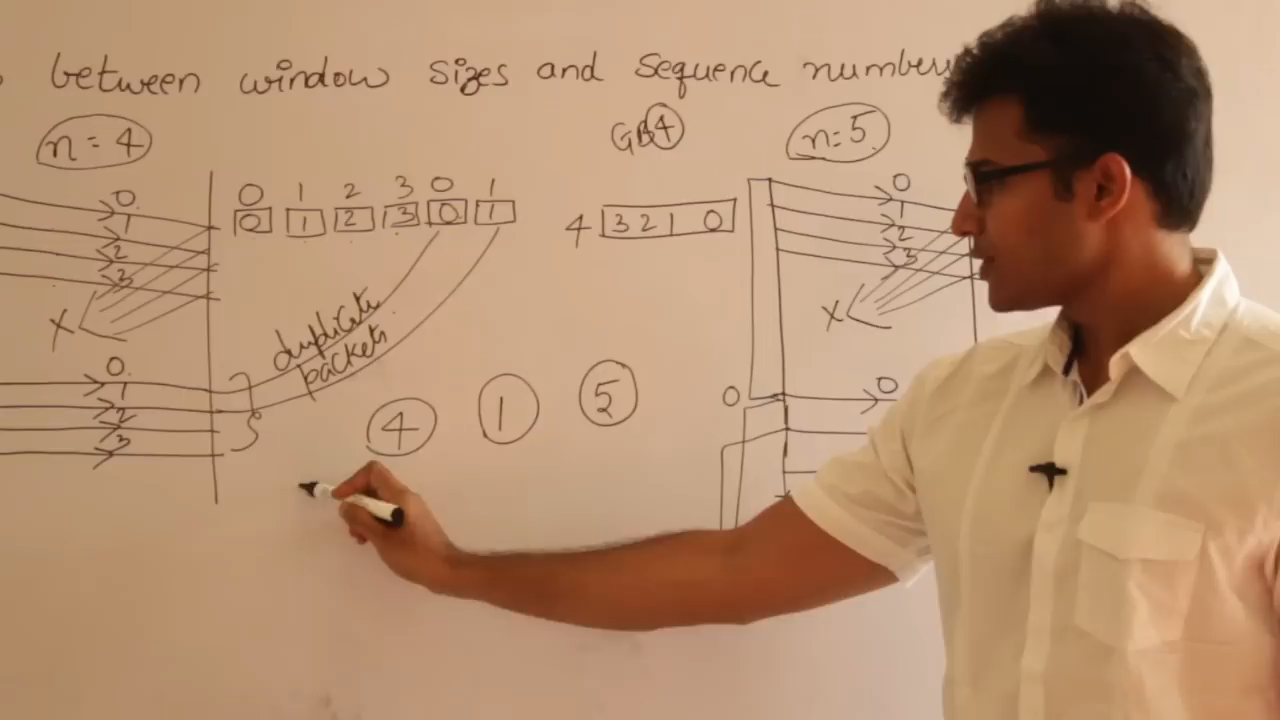 between window sizes and sequence numbers
GB4
n = 4
n = 5
0 1 2 3 0 1
0 1 2 3 0 1
4 3 2 1 0
0
1
2
3
0
1
2
3
X
X
duplicate
packets
0
1
2
3
4 1 5
0
0